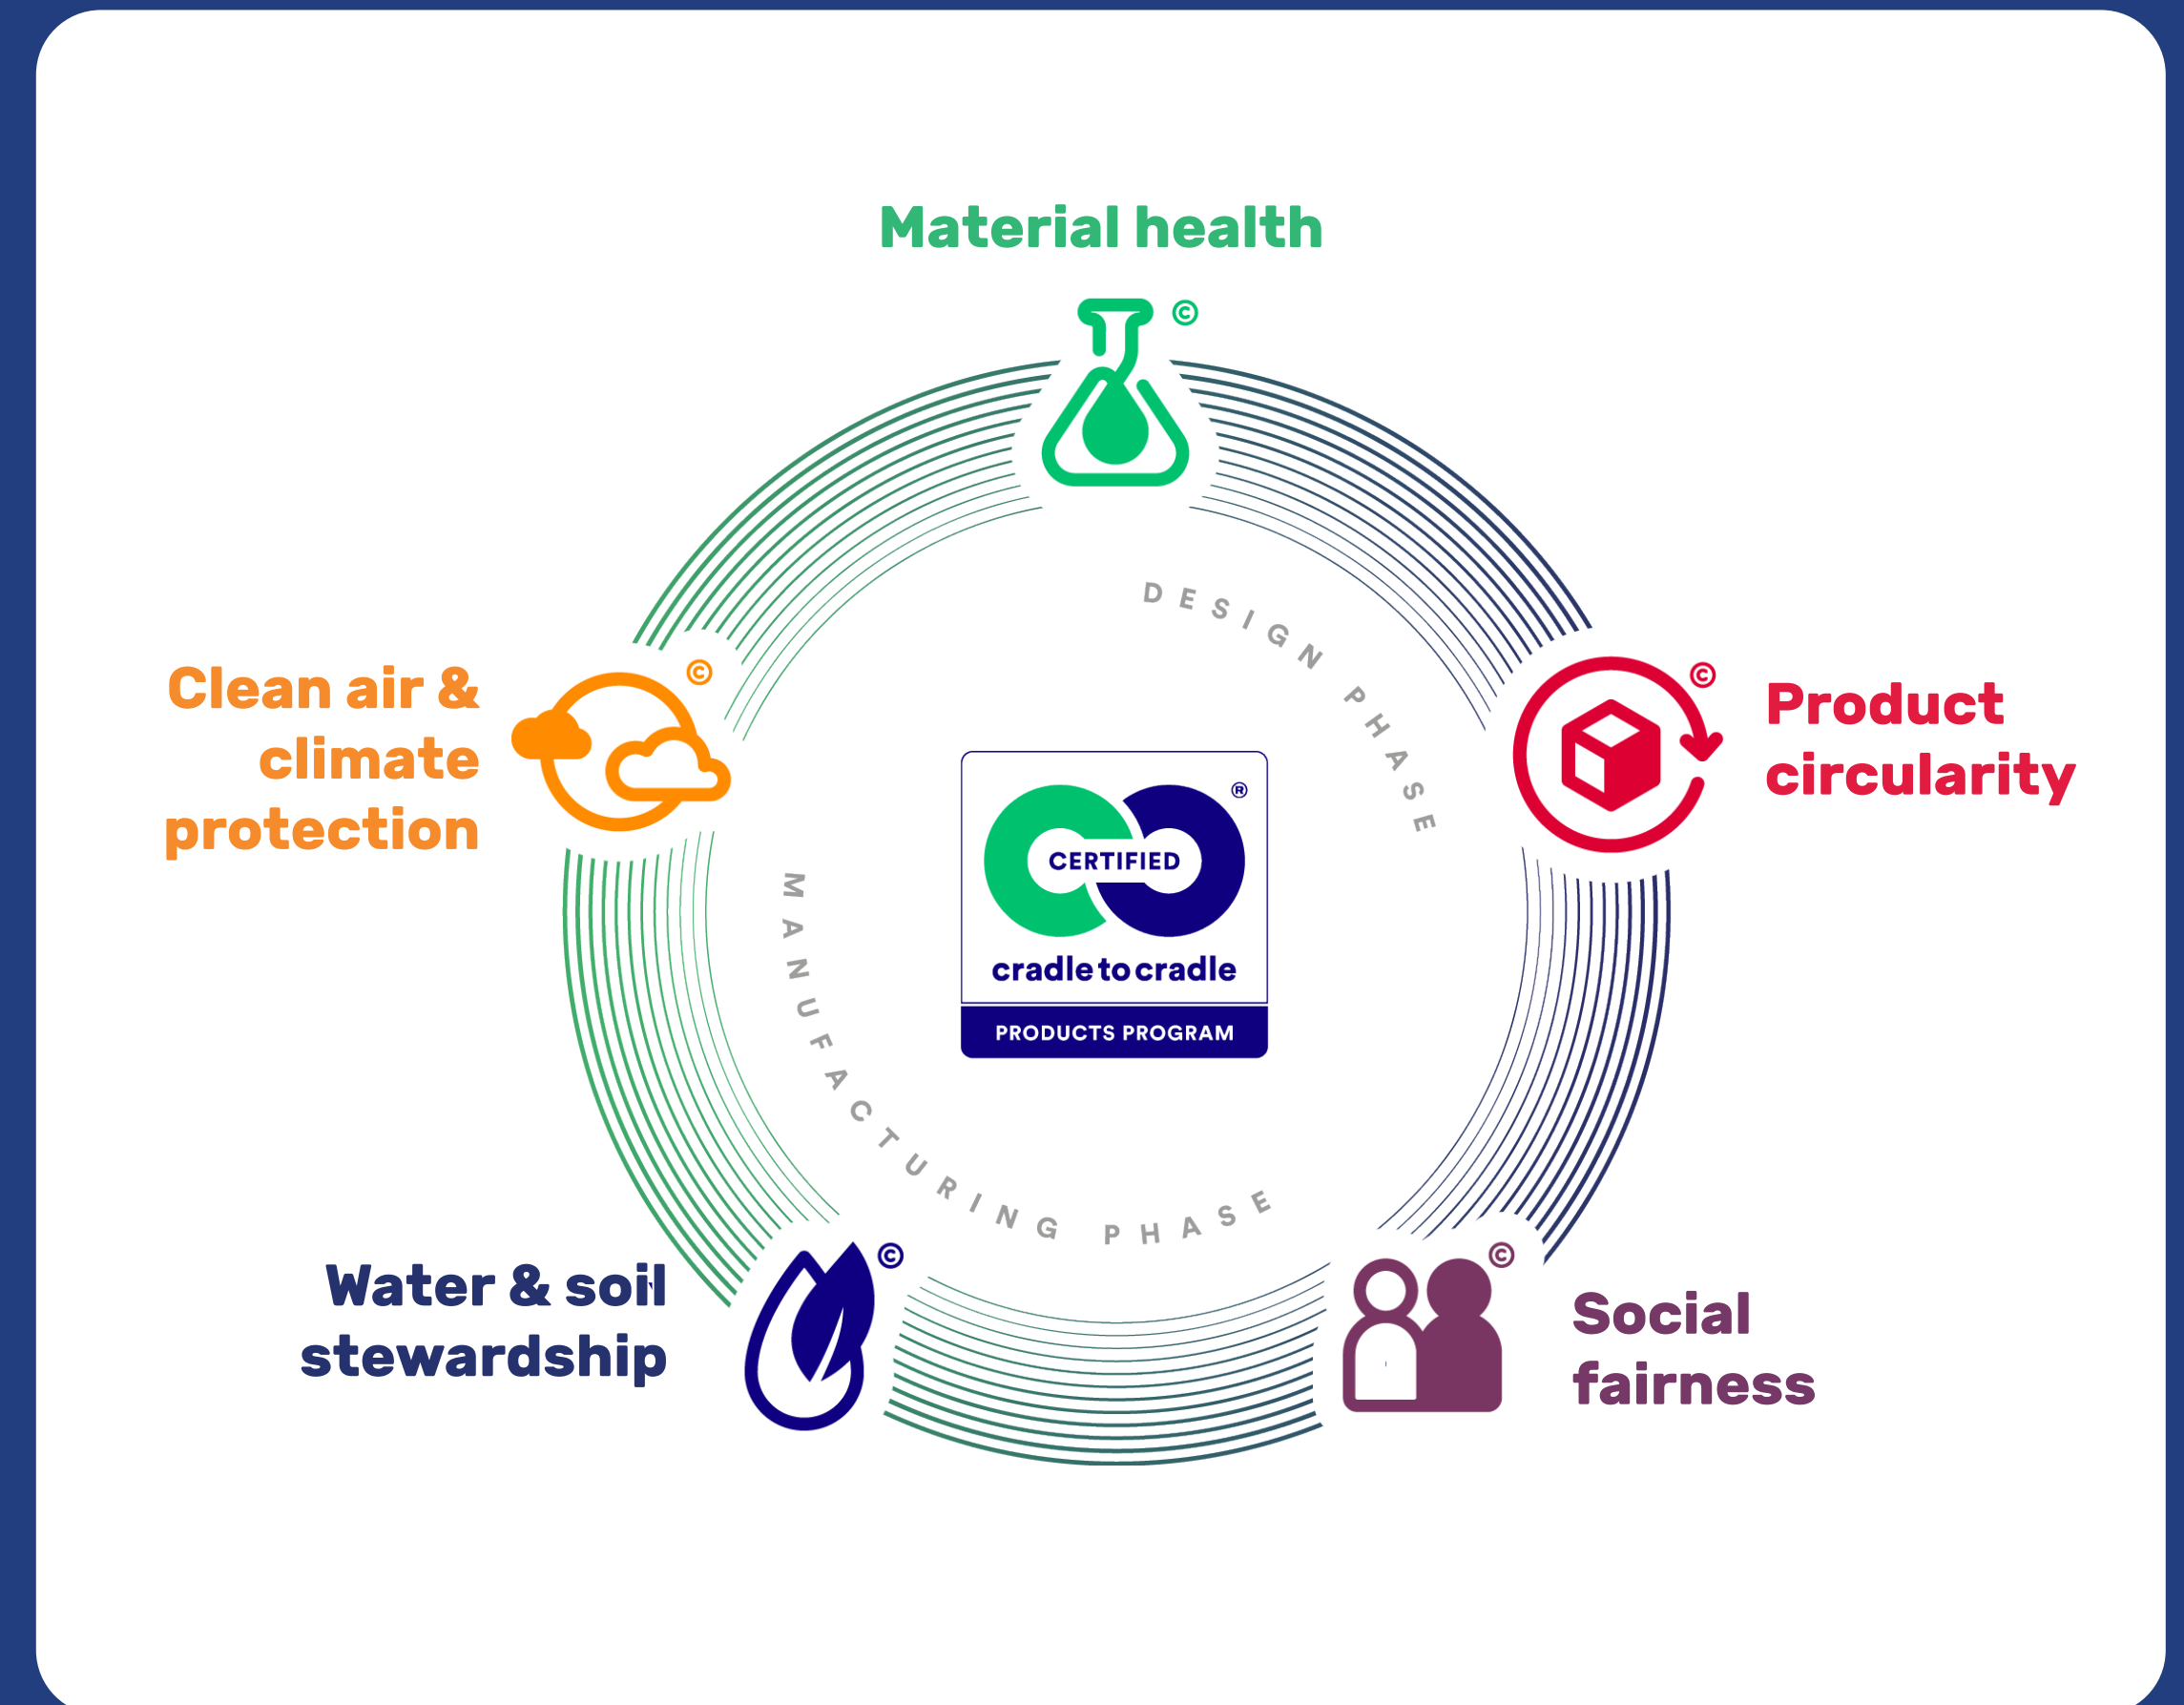 Material health
©
DESIGN PHASE
Clean air &
climate
protection
©
Product
circularity
©
®
CERTIFIED
cradle to cradle
PRODUCTS PROGRAM
MANUFACTURING PHASE
Water & soil
stewardship
©
Social
fairness
©